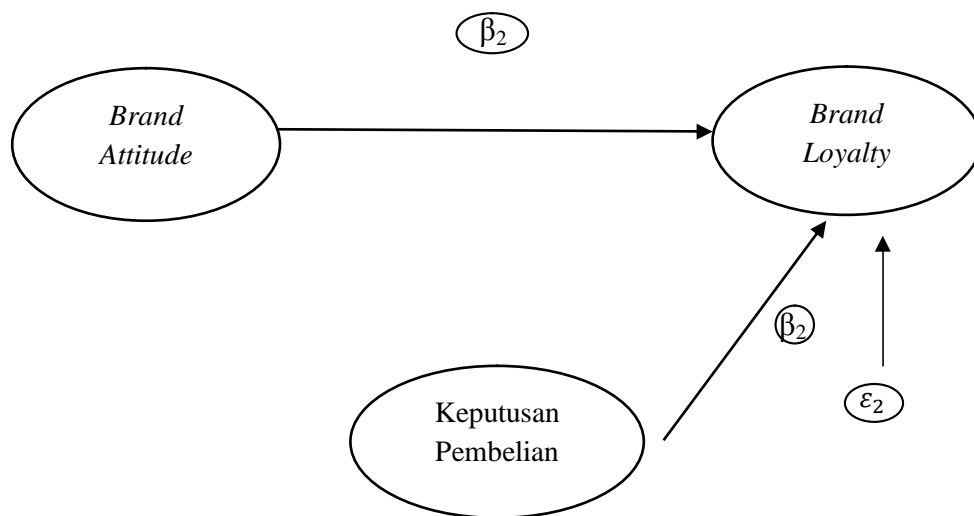 β₂
Brand
Attitude
Brand
Loyalty
β₂
Keputusan
Pembelian
ε₂